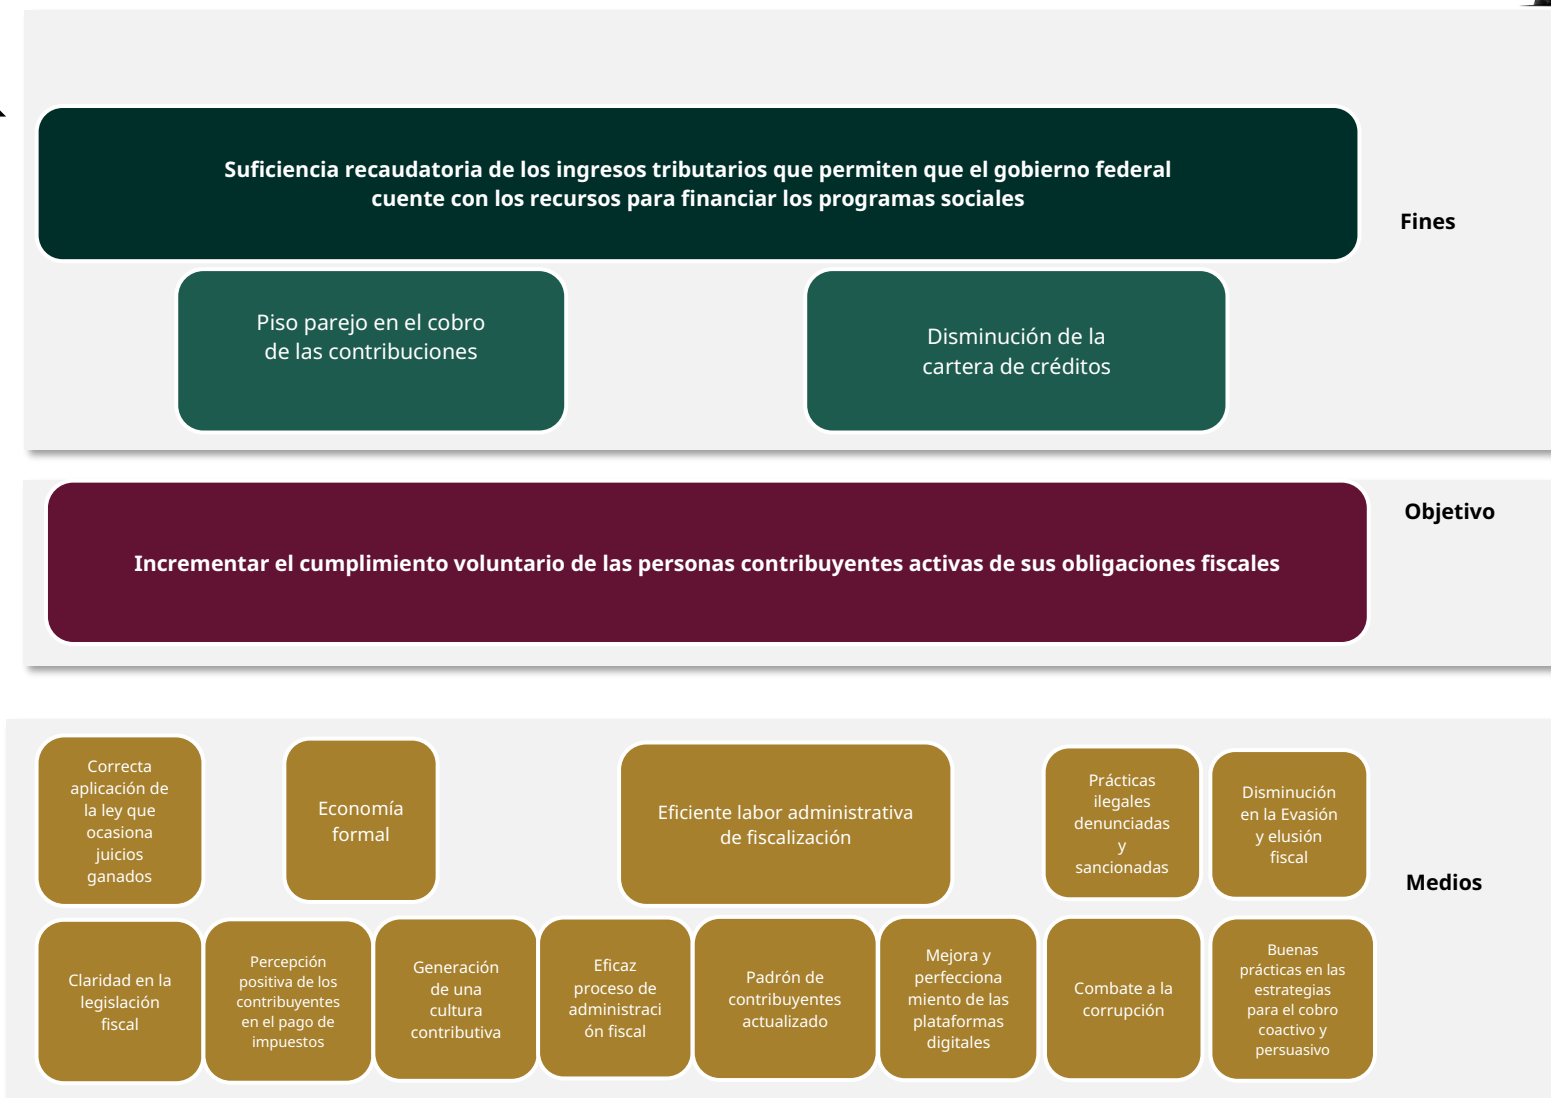 Suficiencia recaudatoria de los ingresos tributarios que permiten que el gobierno federal
cuente con los recursos para financiar los programas sociales
Fines
Piso parejo en el cobro
de las contribuciones
Disminución de la
cartera de créditos
Objetivo
Incrementar el cumplimiento voluntario de las personas contribuyentes activas de sus obligaciones fiscales
Correcta
aplicación de
la ley que
ocasiona
juicios
ganados
Economía
formal
Eficiente labor administrativa
de fiscalización
Prácticas
ilegales
denunciadas
y
sancionadas
Disminución
en la Evasión
y elusión
fiscal
Medios
Claridad en la
legislación
fiscal
Percepción
positiva de los
contribuyentes
en el pago de
impuestos
Generación
de una
cultura
contributiva
Eficaz
proceso de
administraci
ón fiscal
Padrón de
contribuyentes
actualizado
Mejora y
perfecciona
miento de las
plataformas
digitales
Combate a la
corrupción
Buenas
prácticas en las
estrategias
para el cobro
coactivo y
persuasivo